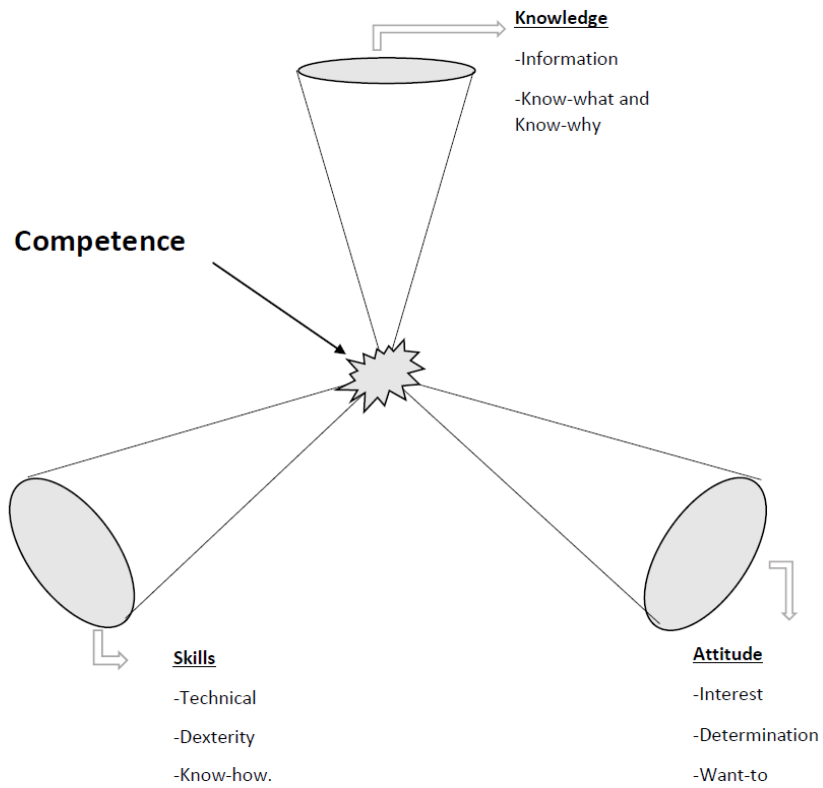 Knowledge
-Information
-Know-what and
Know-why
Competence
Skills
-Technical
-Dexterity
-Know-how.
Attitude
-Interest
-Determination
-Want-to